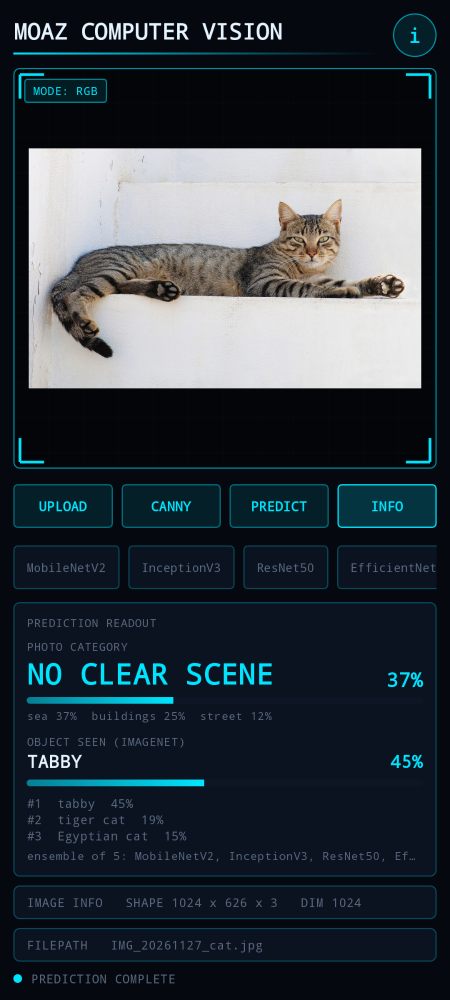 MOAZ COMPUTER VISION
i
MODE: RGB
UPLOAD CANNY PREDICT INFO
MobileNetV2 InceptionV3 ResNet50 EfficientNet
PREDICTION READOUT
PHOTO CATEGORY
NO CLEAR SCENE 37%
sea 37% buildings 25% street 12%
OBJECT SEEN (IMAGENET)
TABBY 45%
#1 tabby 45%
#2 tiger cat 19%
#3 Egyptian cat 15%
ensemble of 5: MobileNetV2, InceptionV3, ResNet50, Ef…
IMAGE INFO SHAPE 1024 x 626 x 3 DIM 1024
FILEPATH IMG_20261127_cat.jpg
PREDICTION COMPLETE